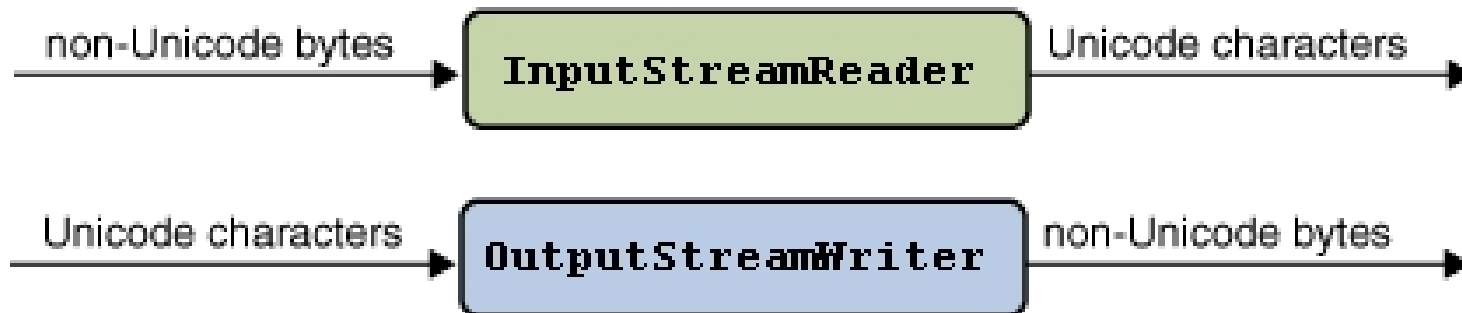 non-Unicode bytes InputStreamReader Unicode characters
Unicode characters OutputStreamWriter non-Unicode bytes